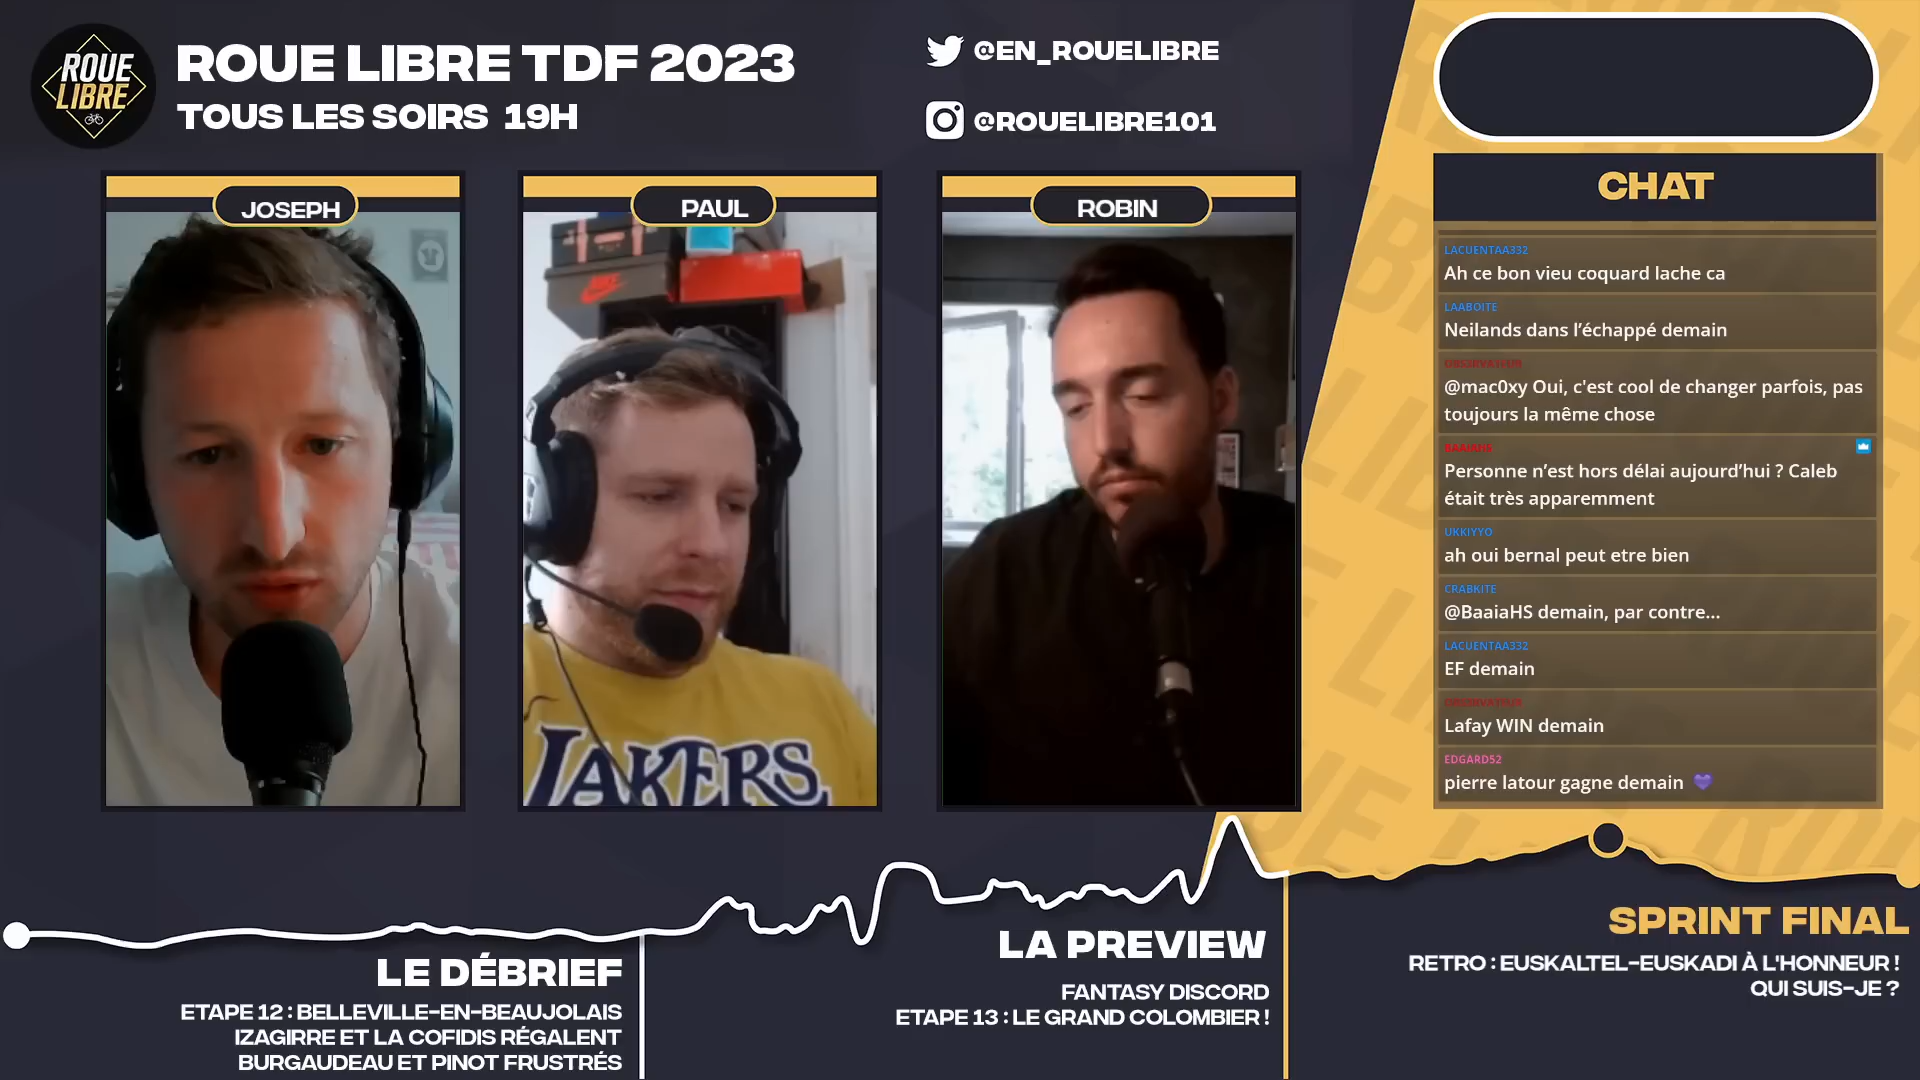 ROUE LIBRE
ROUE LIBRE TDF 2023
TOUS LES SOIRS 19H
@EN_ROUELIBRE
@ROUELIBRE101
JOSEPH
PAUL
ROBIN
LAKERS
CHAT
LACUENTAA332
Ah ce bon vieu coquard lache ca
LAABOITE
Neilands dans l’échappé demain
@mac0xy Oui, c'est cool de changer parfois, pas
toujours la même chose
BAAIAHS
Personne n’est hors délai aujourd’hui ? Caleb
était très apparemment
UKKIYYO
ah oui bernal peut etre bien
CRABKITE
@BaaiaHS demain, par contre...
LACUENTAA332
EF demain
Lafay WIN demain
EDGARD52
pierre latour gagne demain
LE DÉBRIEF
ETAPE 12 : BELLEVILLE-EN-BEAUJOLAIS
IZAGIRRE ET LA COFIDIS RÉGALENT
BURGAUDEAU ET PINOT FRUSTRÉS
LA PREVIEW
FANTASY DISCORD
ETAPE 13 : LE GRAND COLOMBIER !
SPRINT FINAL
RETRO : EUSKALTEL-EUSKADI À L'HONNEUR !
QUI SUIS-JE ?